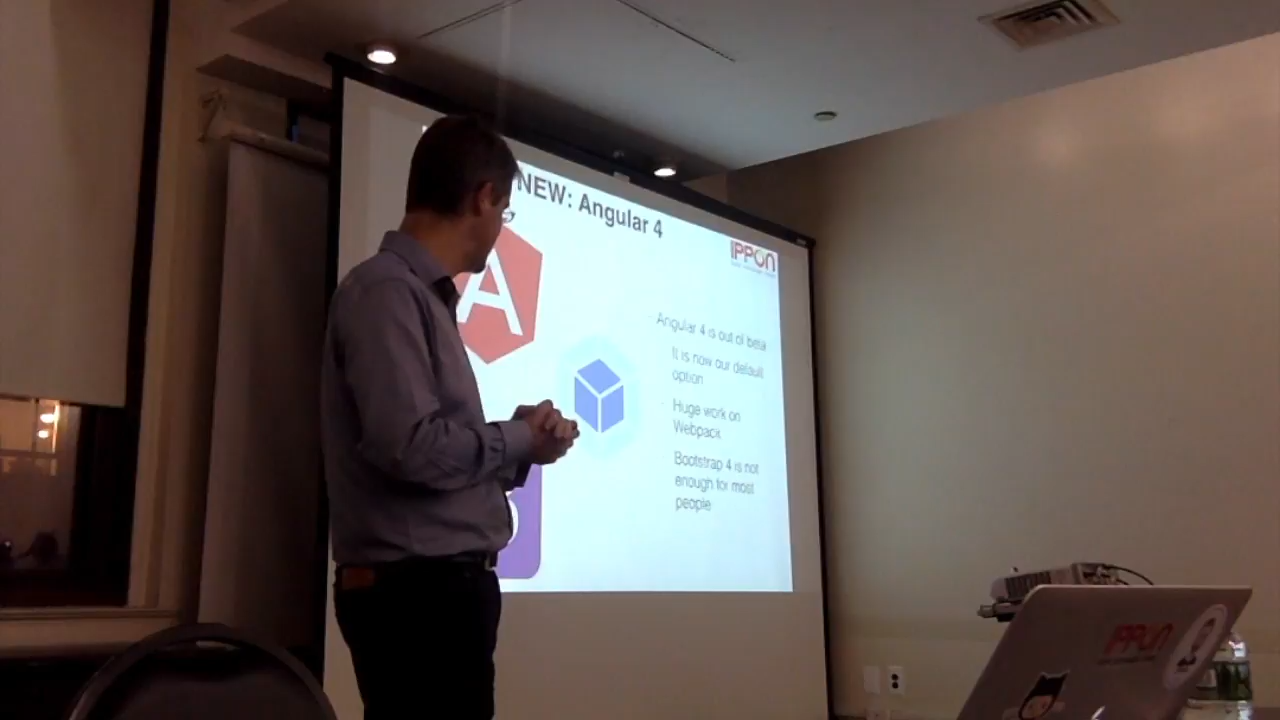 NEW: Angular 4
IPPON
Angular 4 is out of beta
It is now our default
option
Huge work on
Webpack
Bootstrap 4 is not
enough for most
people
A
IPPON